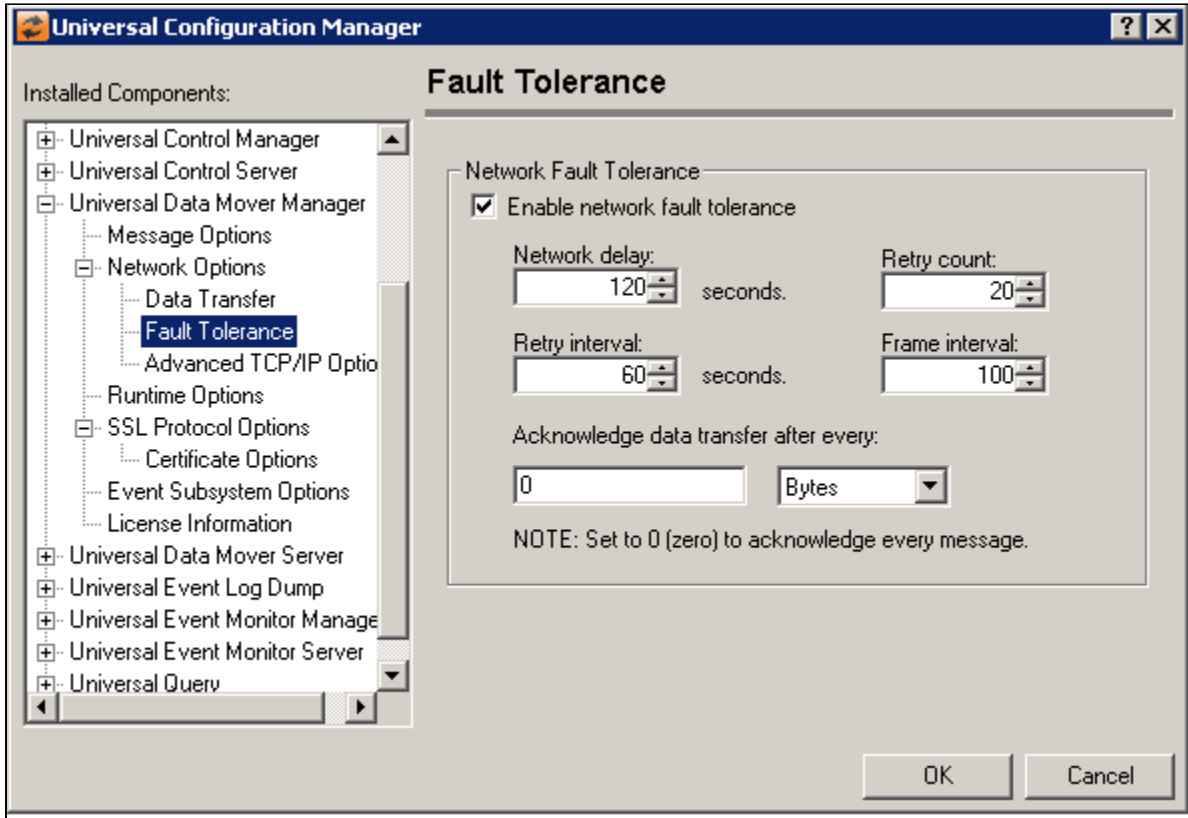 Universal Configuration Manager
Installed Components:
Universal Control Manager
Universal Control Server
Universal Data Mover Manager
Message Options
Network Options
Data Transfer
Fault Tolerance
Advanced TCP/IP Optio
Runtime Options
SSL Protocol Options
Certificate Options
Event Subsystem Options
License Information
Universal Data Mover Server
Universal Event Log Dump
Universal Event Monitor Manage
Universal Event Monitor Server
Universal Query
Fault Tolerance
Network Fault Tolerance
Enable network fault tolerance
Network delay: Retry count:
120 seconds. 20
Retry interval: Frame interval:
60 seconds. 100
Acknowledge data transfer after every:
0 Bytes
NOTE: Set to 0 (zero) to acknowledge every message.
OK Cancel